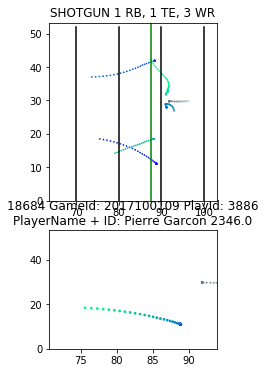 SHOTGUN 1 RB, 1 TE, 3 WR
50
40
30
20
10
0
70 80 90 100
18684 GameId: 2017100109 PlayId: 3886
PlayerName + ID: Pierre Garcon 2346.0
40
20
0
75 80 85 90